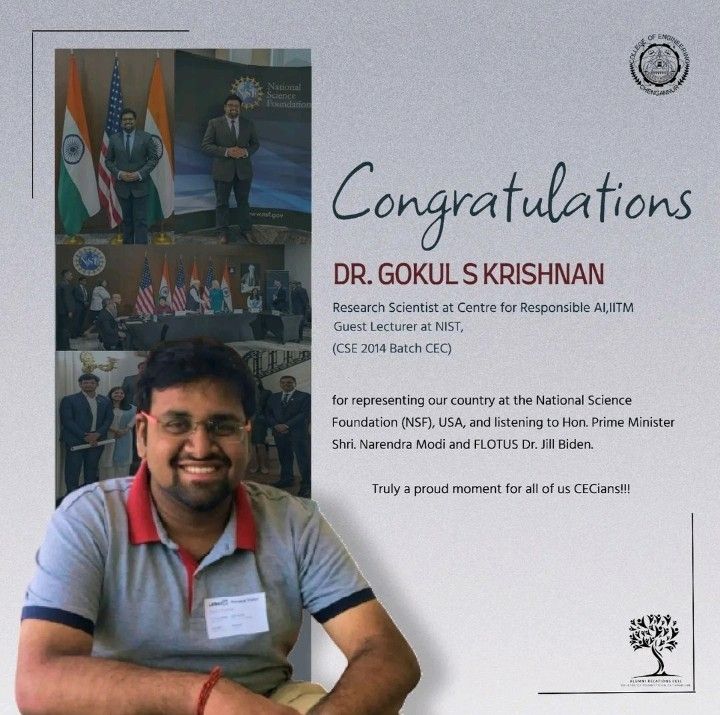 COLLEGE OF ENGINEERING
CHENGANNUR
National
Science
Foundation
www.nsf.gov
NSF
Congratulations
DR. GOKUL S KRISHNAN
Research Scientist at Centre for Responsible AI,IITM
Guest Lecturer at NIST,
(CSE 2014 Batch CEC)
for representing our country at the National Science
Foundation (NSF), USA, and listening to Hon. Prime Minister
Shri. Narendra Modi and FLOTUS Dr. Jill Biden.
Truly a proud moment for all of us CECians!!!
ALUMNI RELATIONS CELL